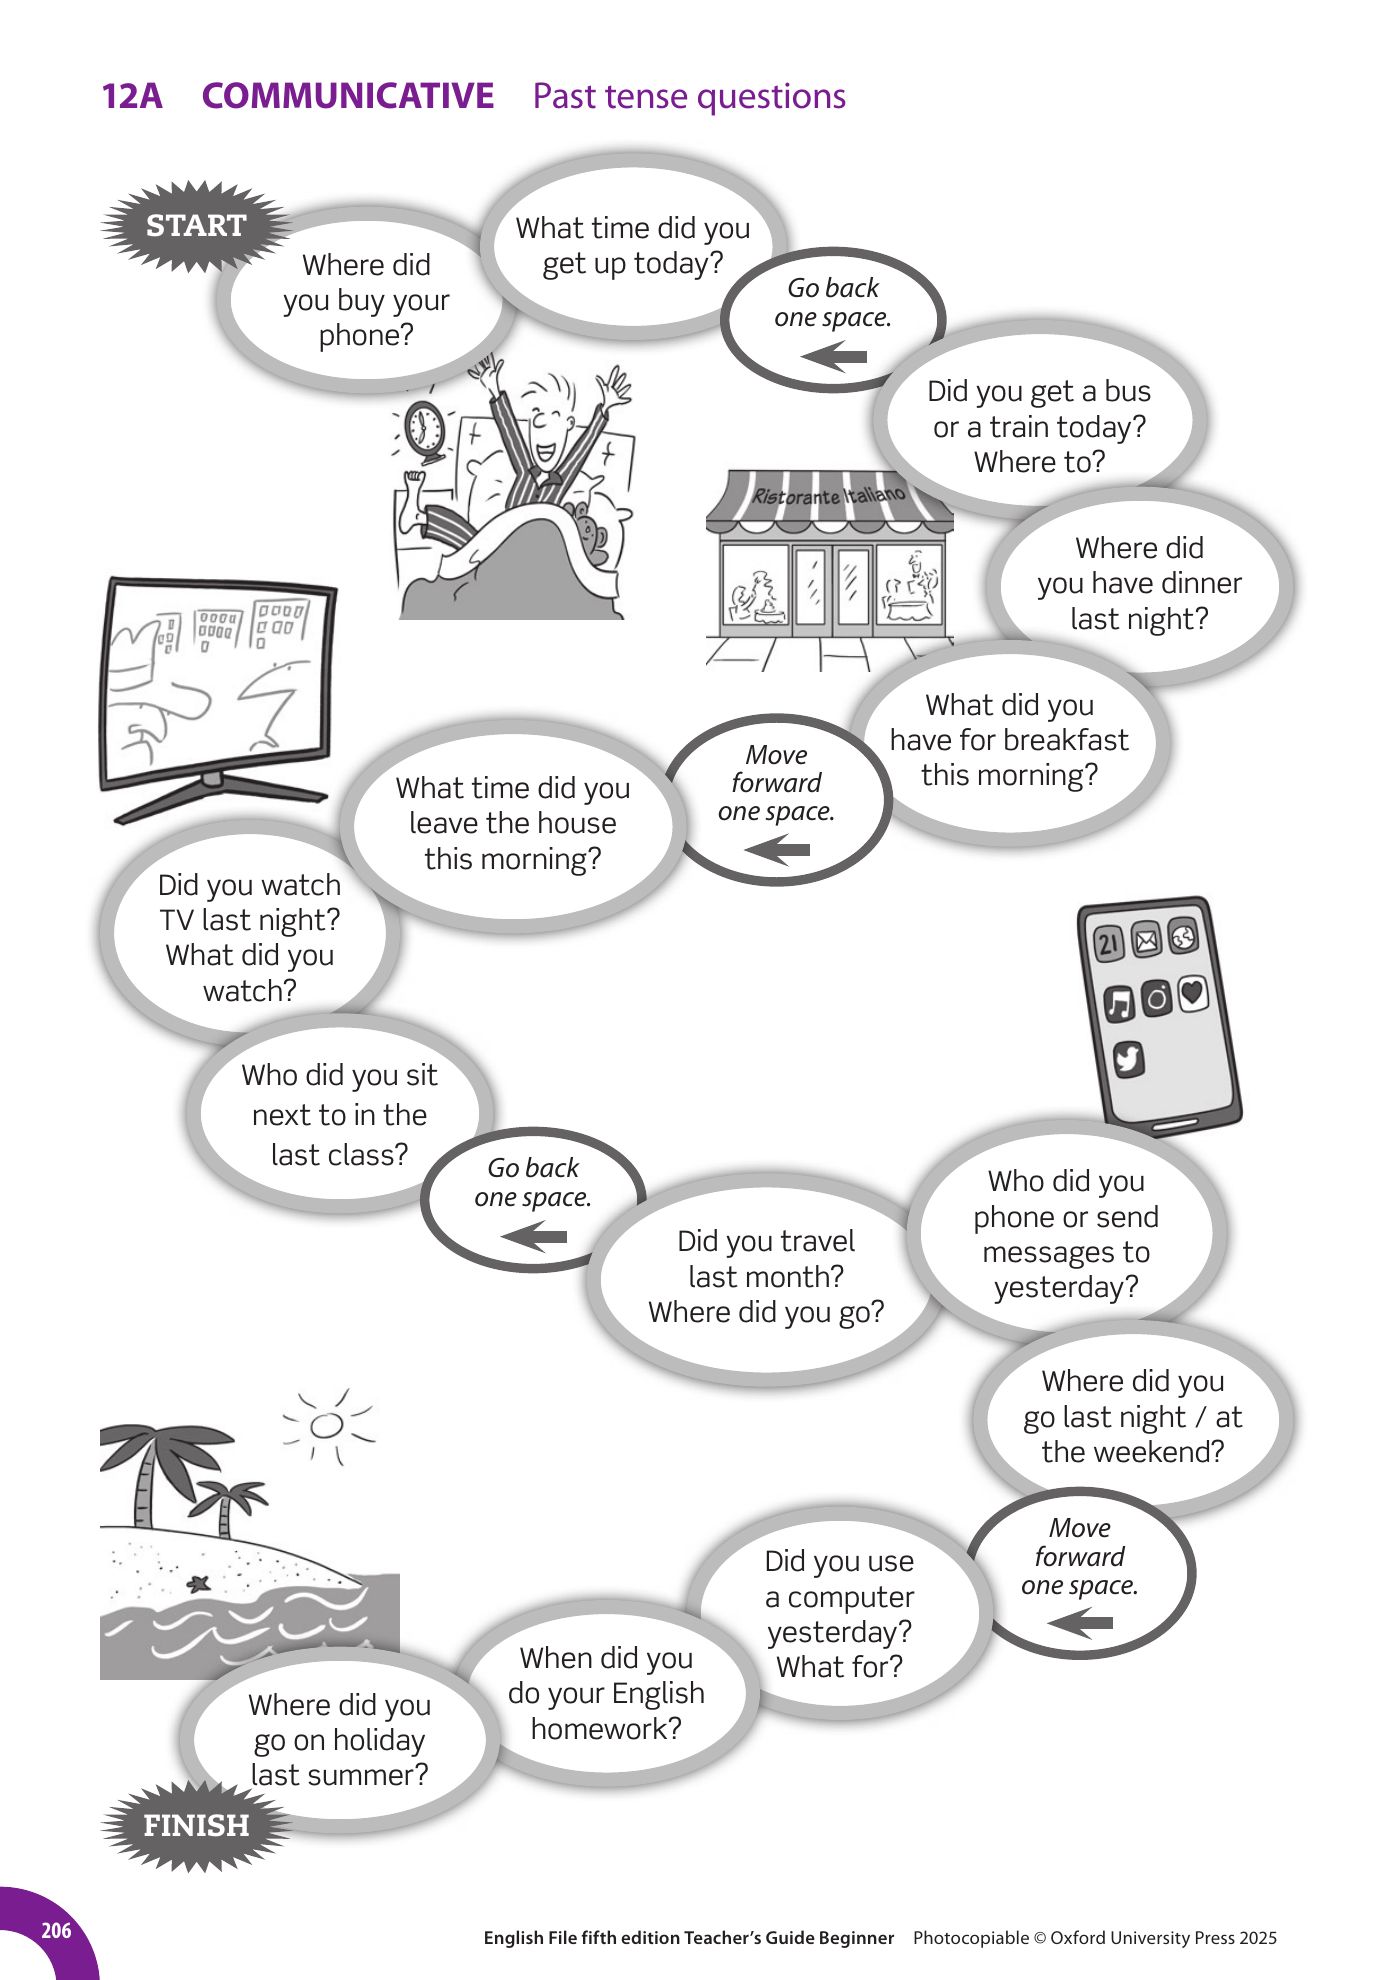 12A COMMUNICATIVE Past tense questions
START
Where did
you buy your
phone?
What time did you
get up today?
Go back
one space.
Did you get a bus
or a train today?
Where to?
Ristorante Italiano
Where did
you have dinner
last night?
What did you
have for breakfast
this morning?
Move
forward
one space.
What time did you
leave the house
this morning?
Did you watch
TV last night?
What did you
watch?
Who did you sit
next to in the
last class?
Go back
one space.
Did you travel
last month?
Where did you go?
21
Who did you
phone or send
messages to
yesterday?
Where did you
go last night / at
the weekend?
Move
forward
one space.
Did you use
a computer
yesterday?
What for?
When did you
do your English
homework?
Where did you
go on holiday
last summer?
FINISH
206
English File fifth edition Teacher's Guide Beginner Photocopiable © Oxford University Press 2025